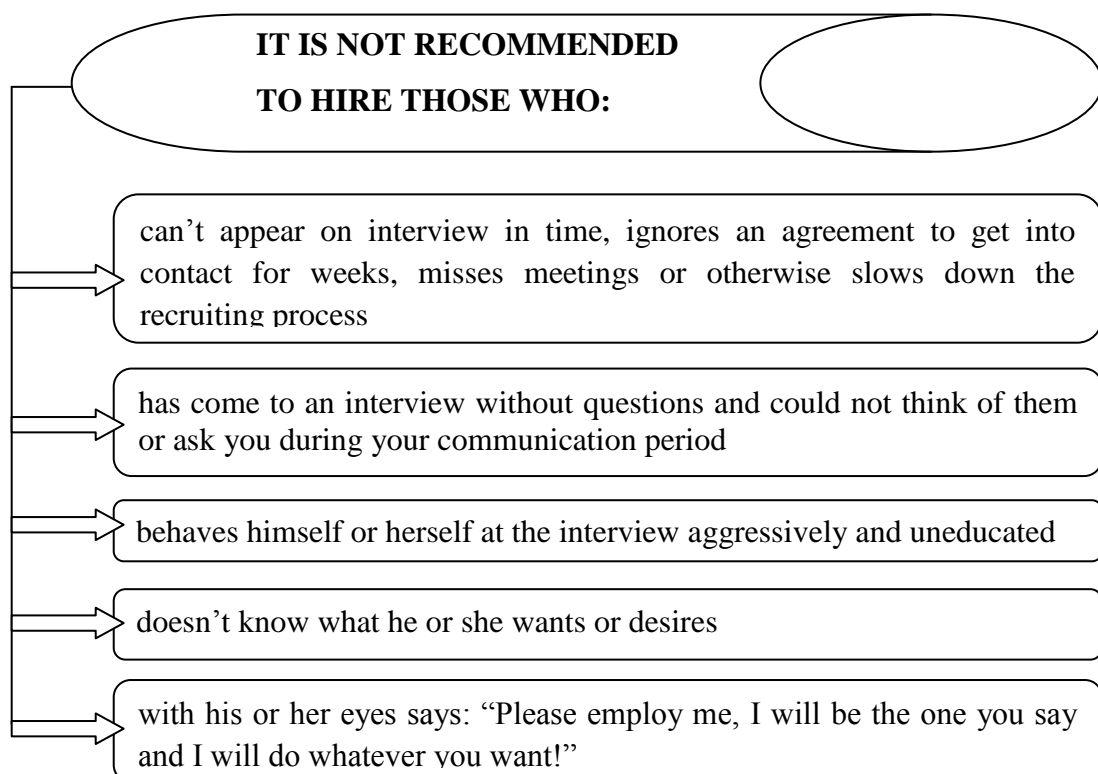 IT IS NOT RECOMMENDED
TO HIRE THOSE WHO:
can’t appear on interview in time, ignores an agreement to get into
contact for weeks, misses meetings or otherwise slows down the
recruiting process
has come to an interview without questions and could not think of them
or ask you during your communication period
behaves himself or herself at the interview aggressively and uneducated
doesn’t know what he or she wants or desires
with his or her eyes says: “Please employ me, I will be the one you say
and I will do whatever you want!”